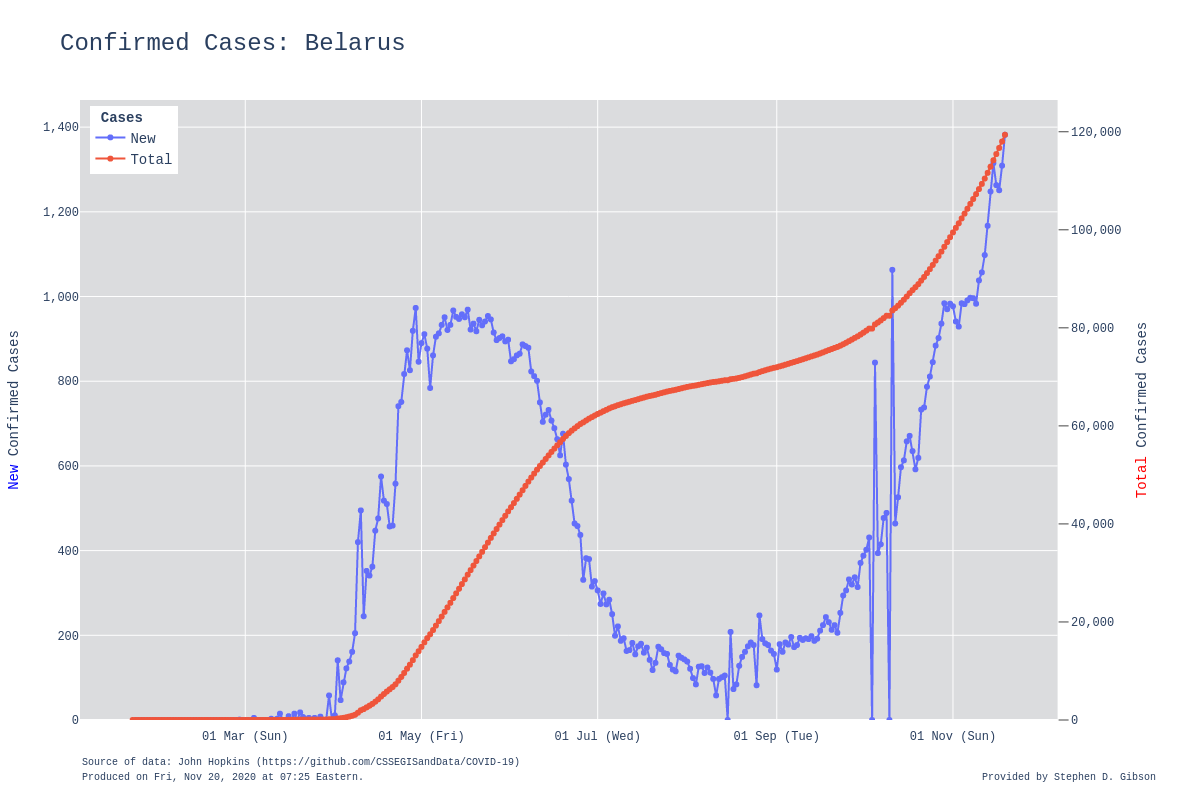 Confirmed Cases: Belarus
Cases
New
Total
1,400
1,200
1,000
800
600
400
200
0
New Confirmed Cases
120,000
100,000
80,000
60,000
40,000
20,000
0
Total Confirmed Cases
01 Mar (Sun) 01 May (Fri) 01 Jul (Wed) 01 Sep (Tue) 01 Nov (Sun)
Source of data: John Hopkins (https://github.com/CSSEGISandData/COVID-19)
Produced on Fri, Nov 20, 2020 at 07:25 Eastern.
Provided by Stephen D. Gibson